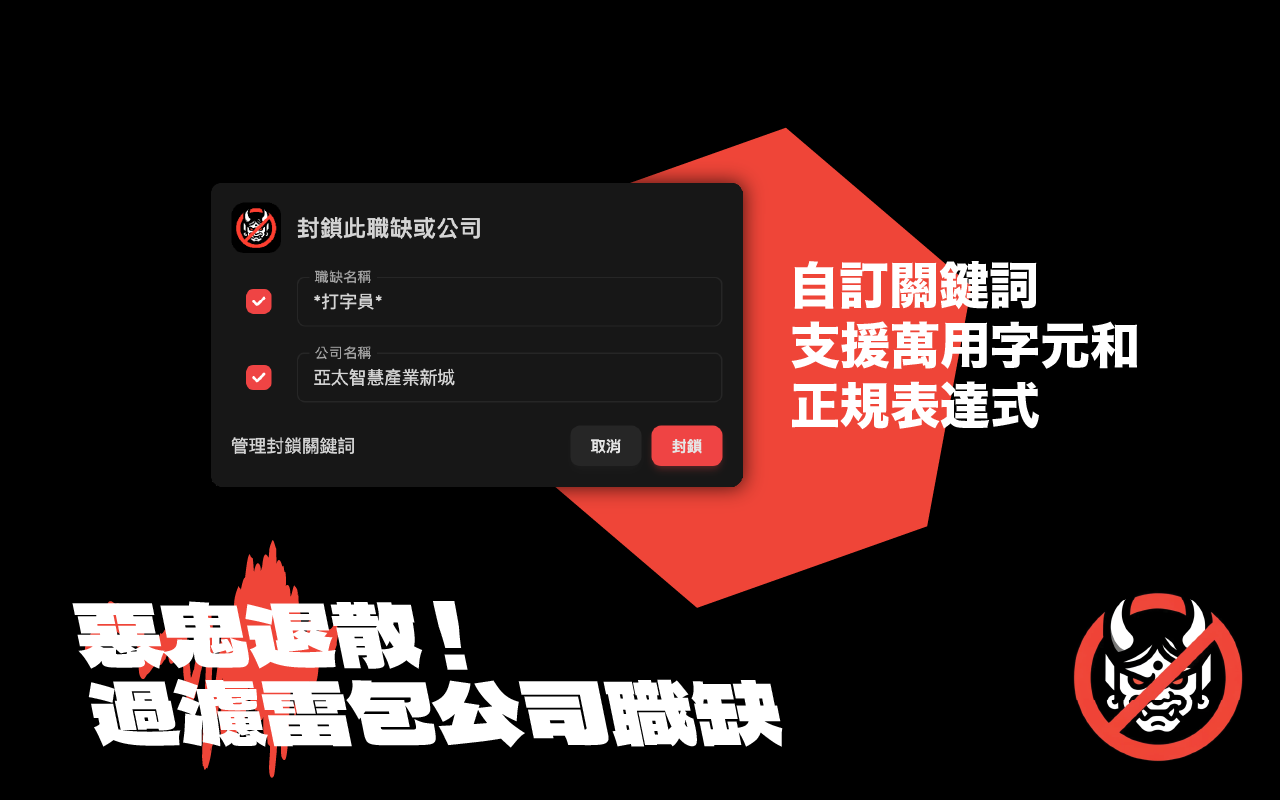 封鎖此職缺或公司
職缺名稱
*打字員*
公司名稱
亞太智慧產業新城
管理封鎖關鍵詞
取消
封鎖
自訂關鍵詞
支援萬用字元和
正規表達式
惡鬼退散！
過濾雷包公司職缺